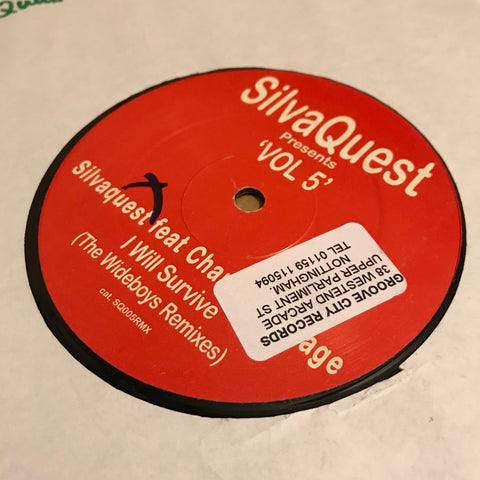 SilvaQuest
Presents
'VOL 5'
Silvaquest feat Cha age
I Will Survive
(The Wideboys Remixes)
cat. SQ005RMX
GROOVE CITY RECORDS
38 WESTEND ARCADE
UPPER PARLIMENT ST
NOTTINGHAM.
TEL 01159 115094